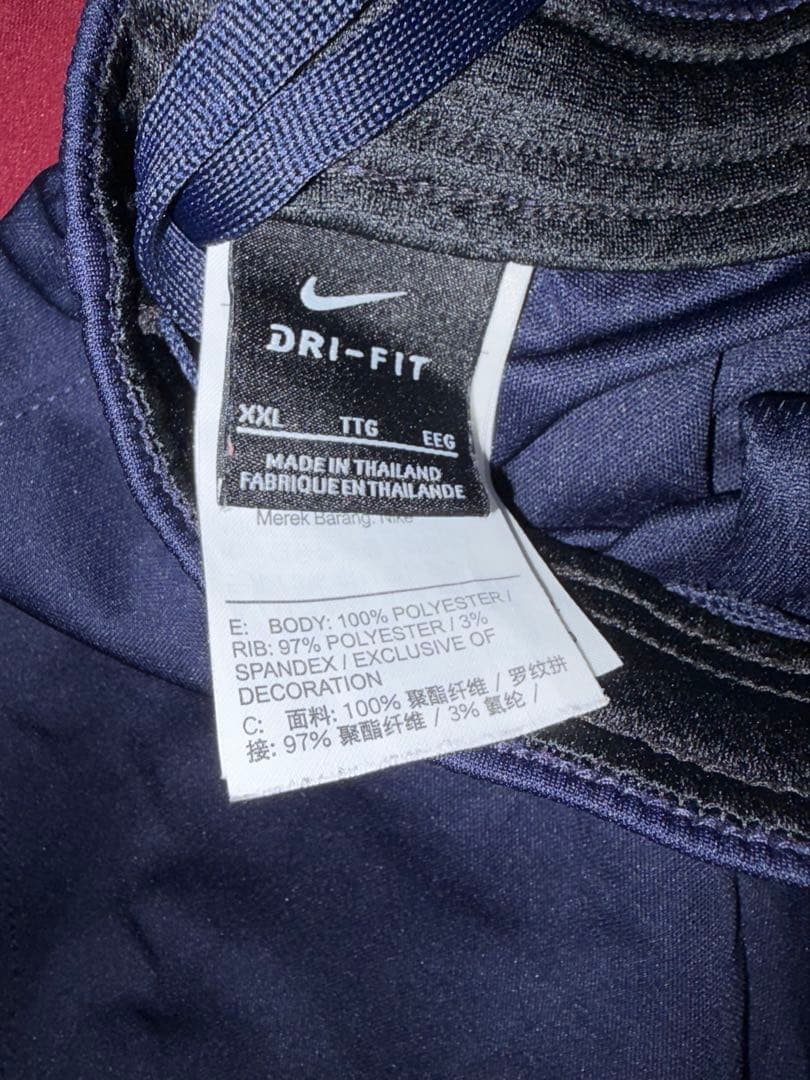 DRI-FIT
XXL TTG EEG
MADE IN THAILAND
FABRIQUE EN THAILANDE
Merek Barang: Nike
E: BODY: 100% POLYESTER /
RIB: 97% POLYESTER / 3%
SPANDEX / EXCLUSIVE OF
DECORATION
C: 面料: 100% 聚酯纤维 / 罗纹拼
接: 97% 聚酯纤维 / 3% 氨纶 /